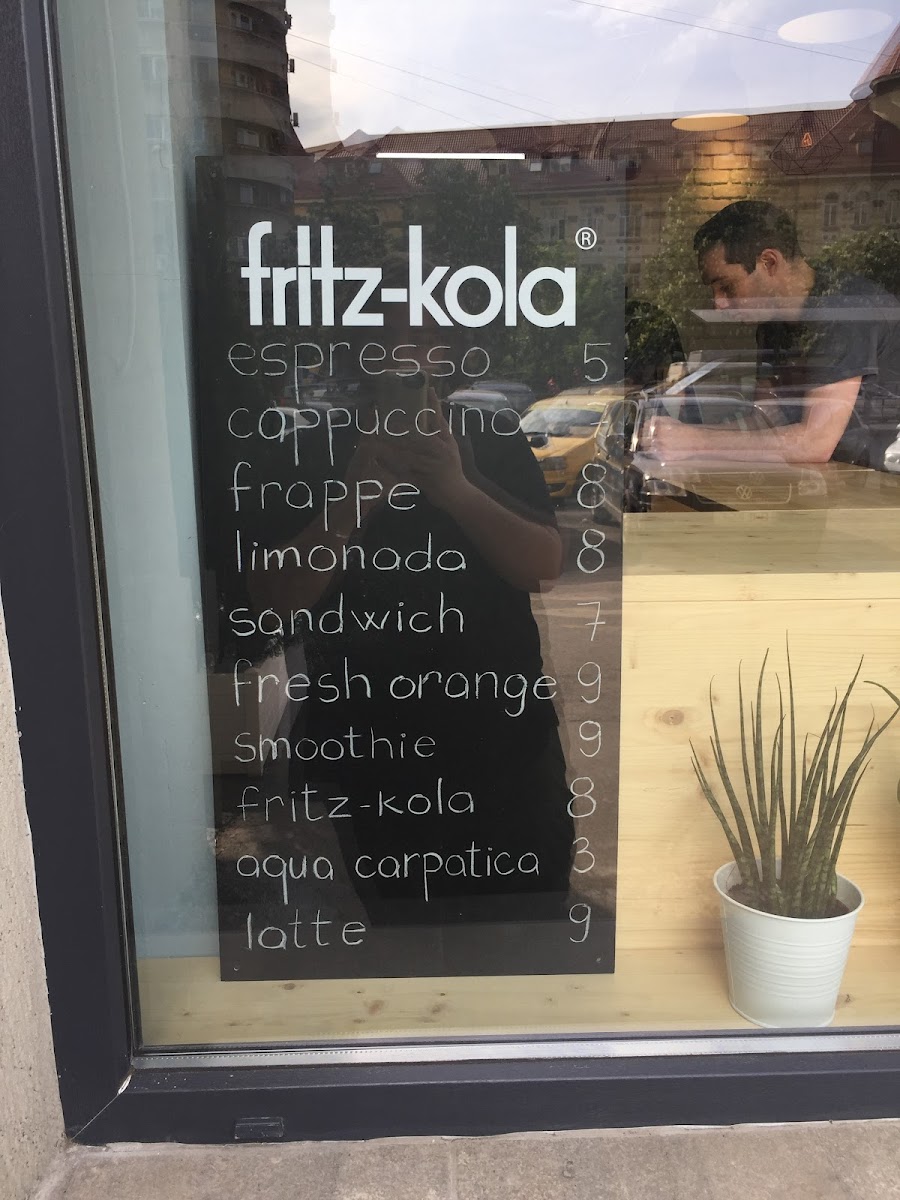 fritz-kola®
espresso 5
cappuccino
frappe 8
limonada 8
sandwich 7
fresh orange 9
smoothie 9
fritz-kola 8
aqua carpatica 3
latte 9